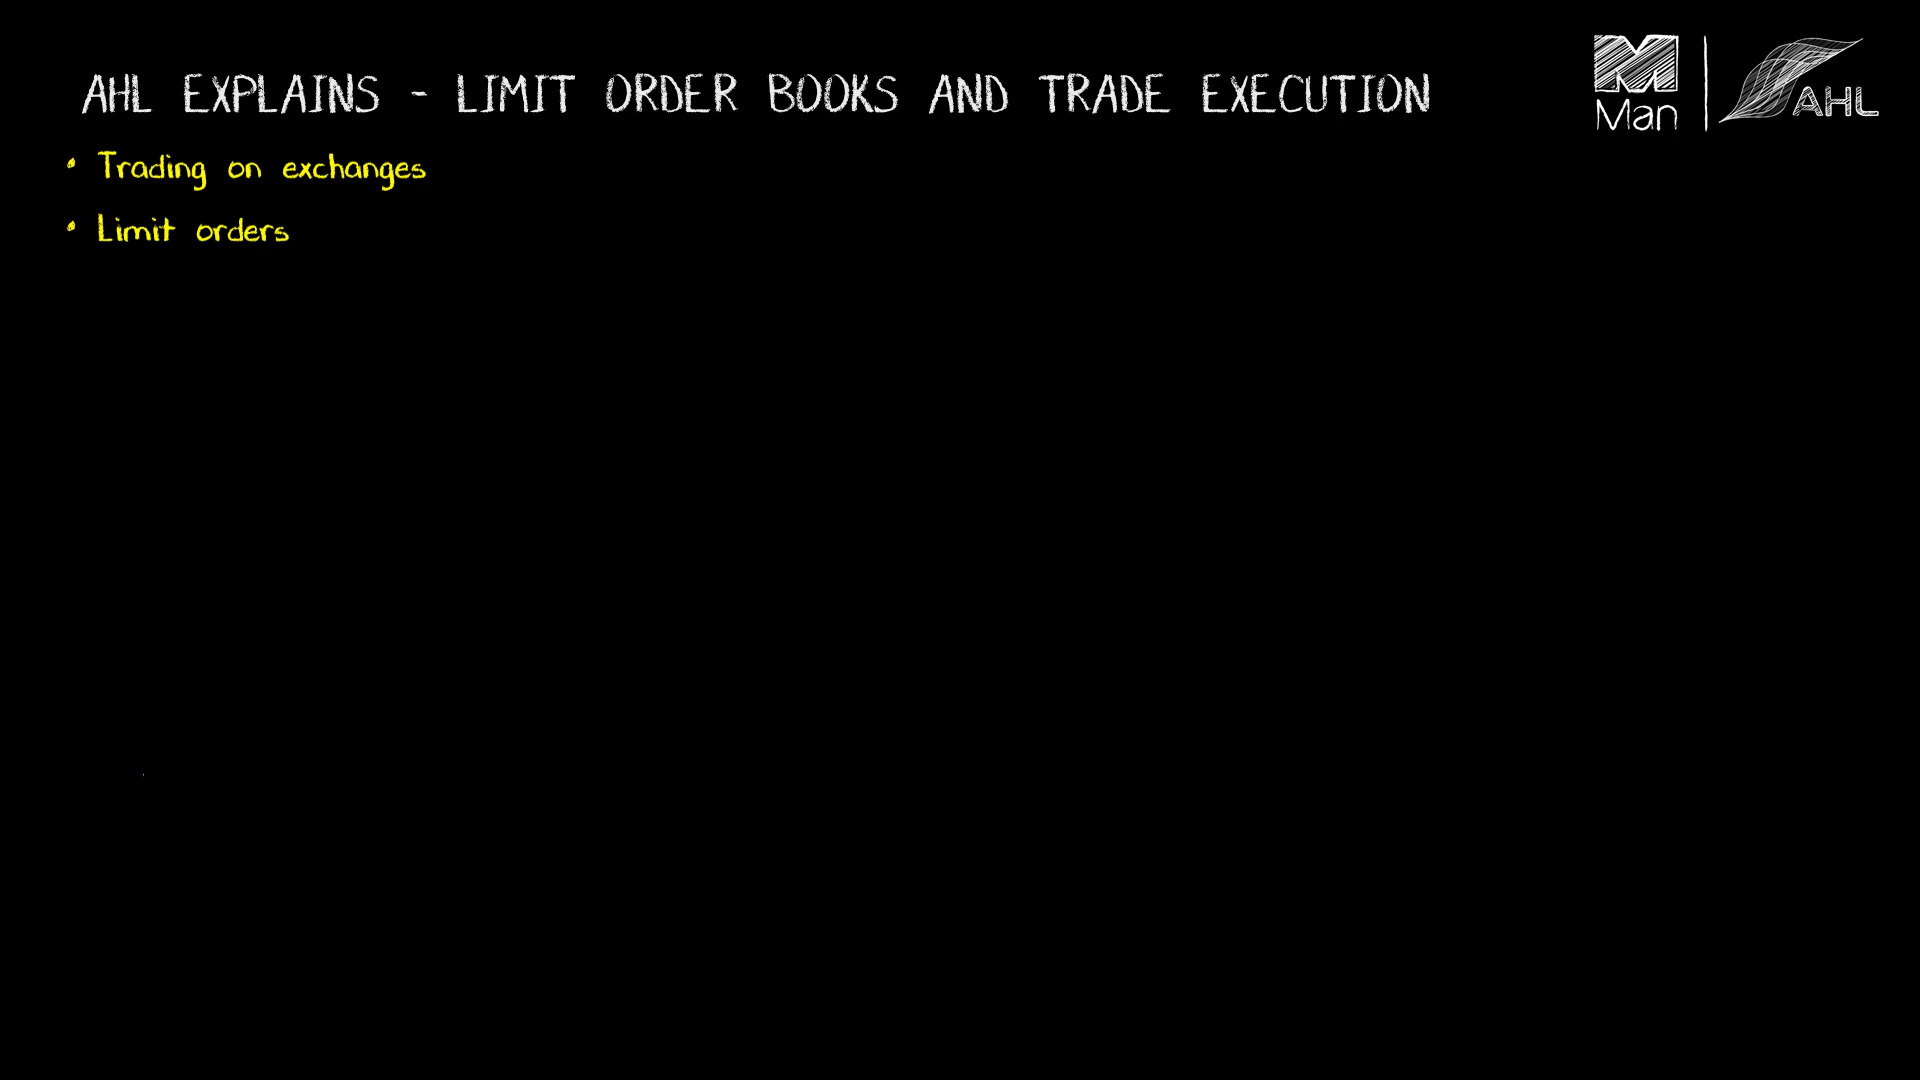 AHL EXPLAINS - LIMIT ORDER BOOKS AND TRADE EXECUTION
Man | AHL
• Trading on exchanges
• Limit orders